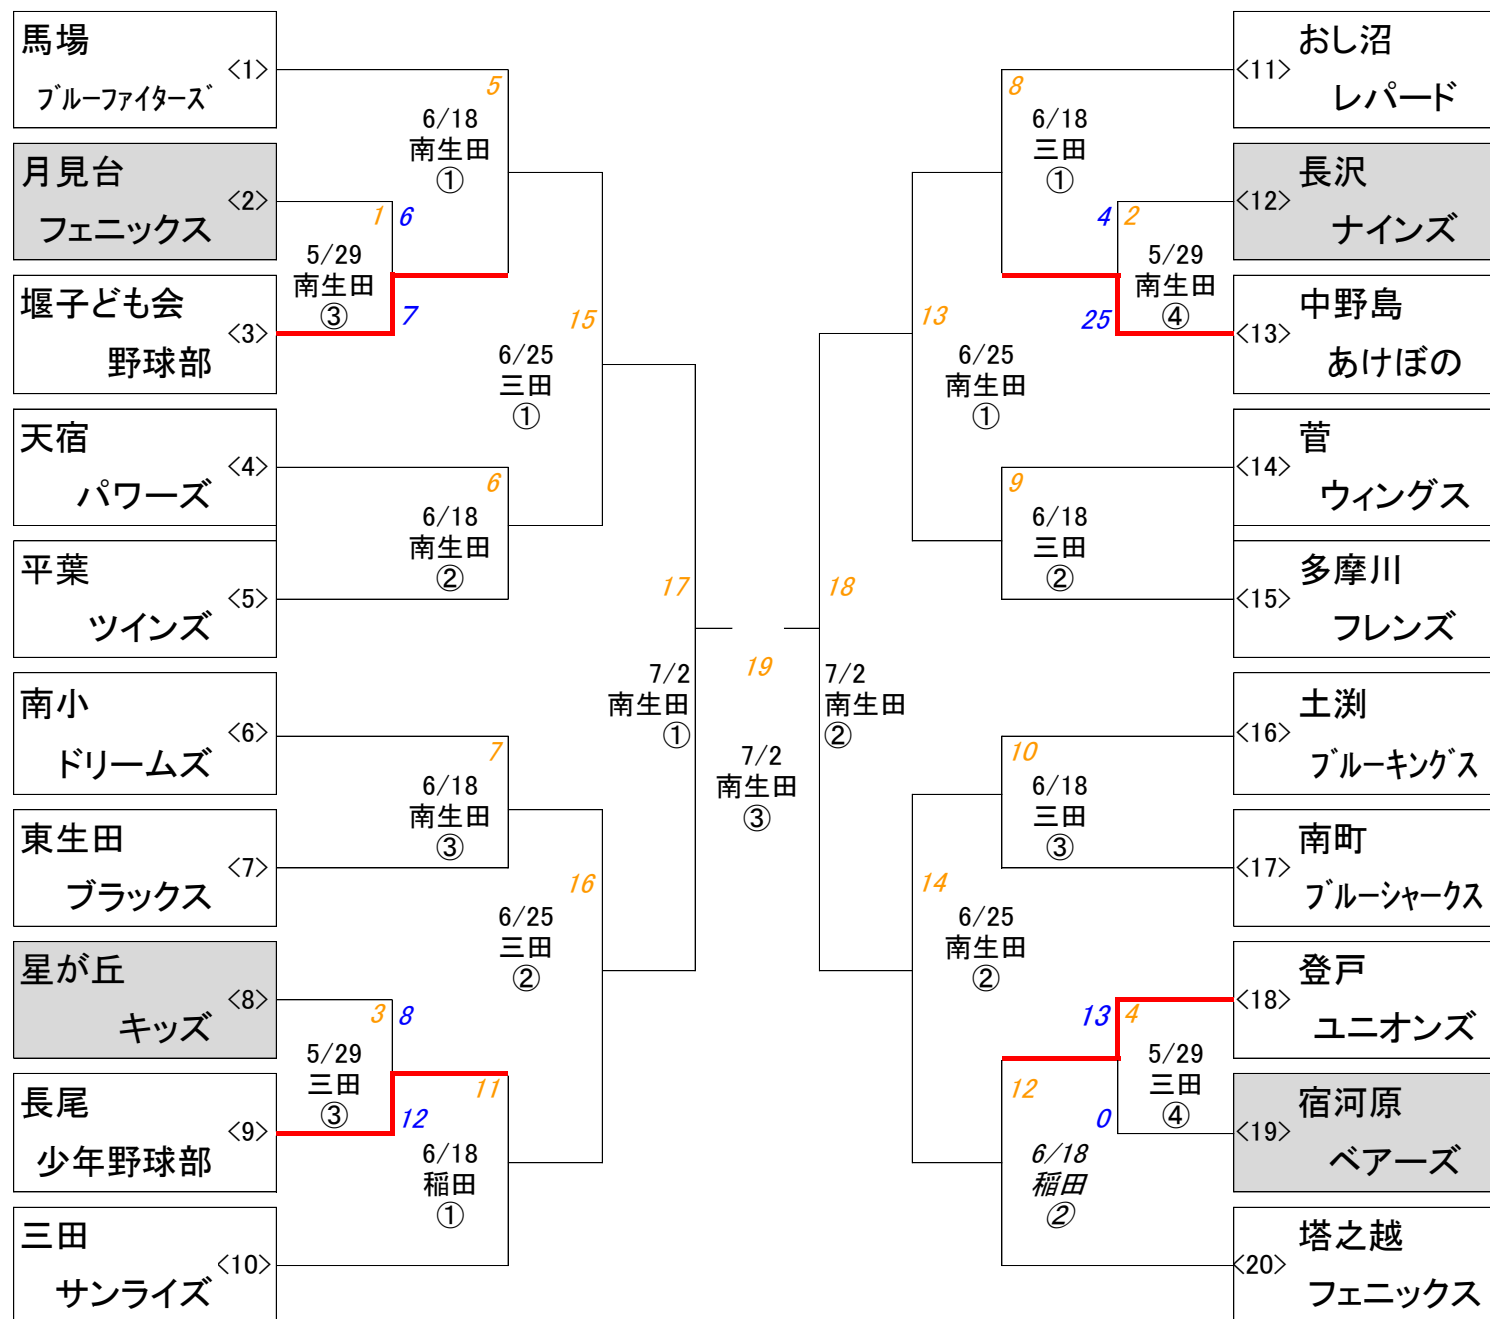 馬場
ブルーファイターズ
<1>
月見台
フェニックス
<2>
堰子ども会
野球部
<3>
天宿
パワーズ
<4>
平葉
ツインズ
<5>
南小
ドリームズ
<6>
東生田
ブラックス
<7>
星が丘
キッズ
<8>
長尾
少年野球部
<9>
三田
サンライズ
<10>
1
6
5/29
南生田
③
7
3
8
5/29
三田
③
12
5
6/18
南生田
①
6
6/18
南生田
②
7
6/18
南生田
③
11
6/18
稲田
①
15
6/25
三田
①
16
6/25
三田
②
17
7/2
南生田
①
19
7/2
南生田
③
18
7/2
南生田
②
13
6/25
南生田
①
14
6/25
南生田
②
8
6/18
三田
①
9
6/18
三田
②
10
6/18
三田
③
12
6/18
稲田
②
4
2
5/29
南生田
④
25
13
4
5/29
三田
④
0
おし沼
レパード
<11>
長沢
ナインズ
<12>
中野島
あけぼの
<13>
菅
ウィングス
<14>
多摩川
フレンズ
<15>
土渕
ブルーキングス
<16>
南町
ブルーシャークス
<17>
登戸
ユニオンズ
<18>
宿河原
ベアーズ
<19>
塔之越
フェニックス
<20>